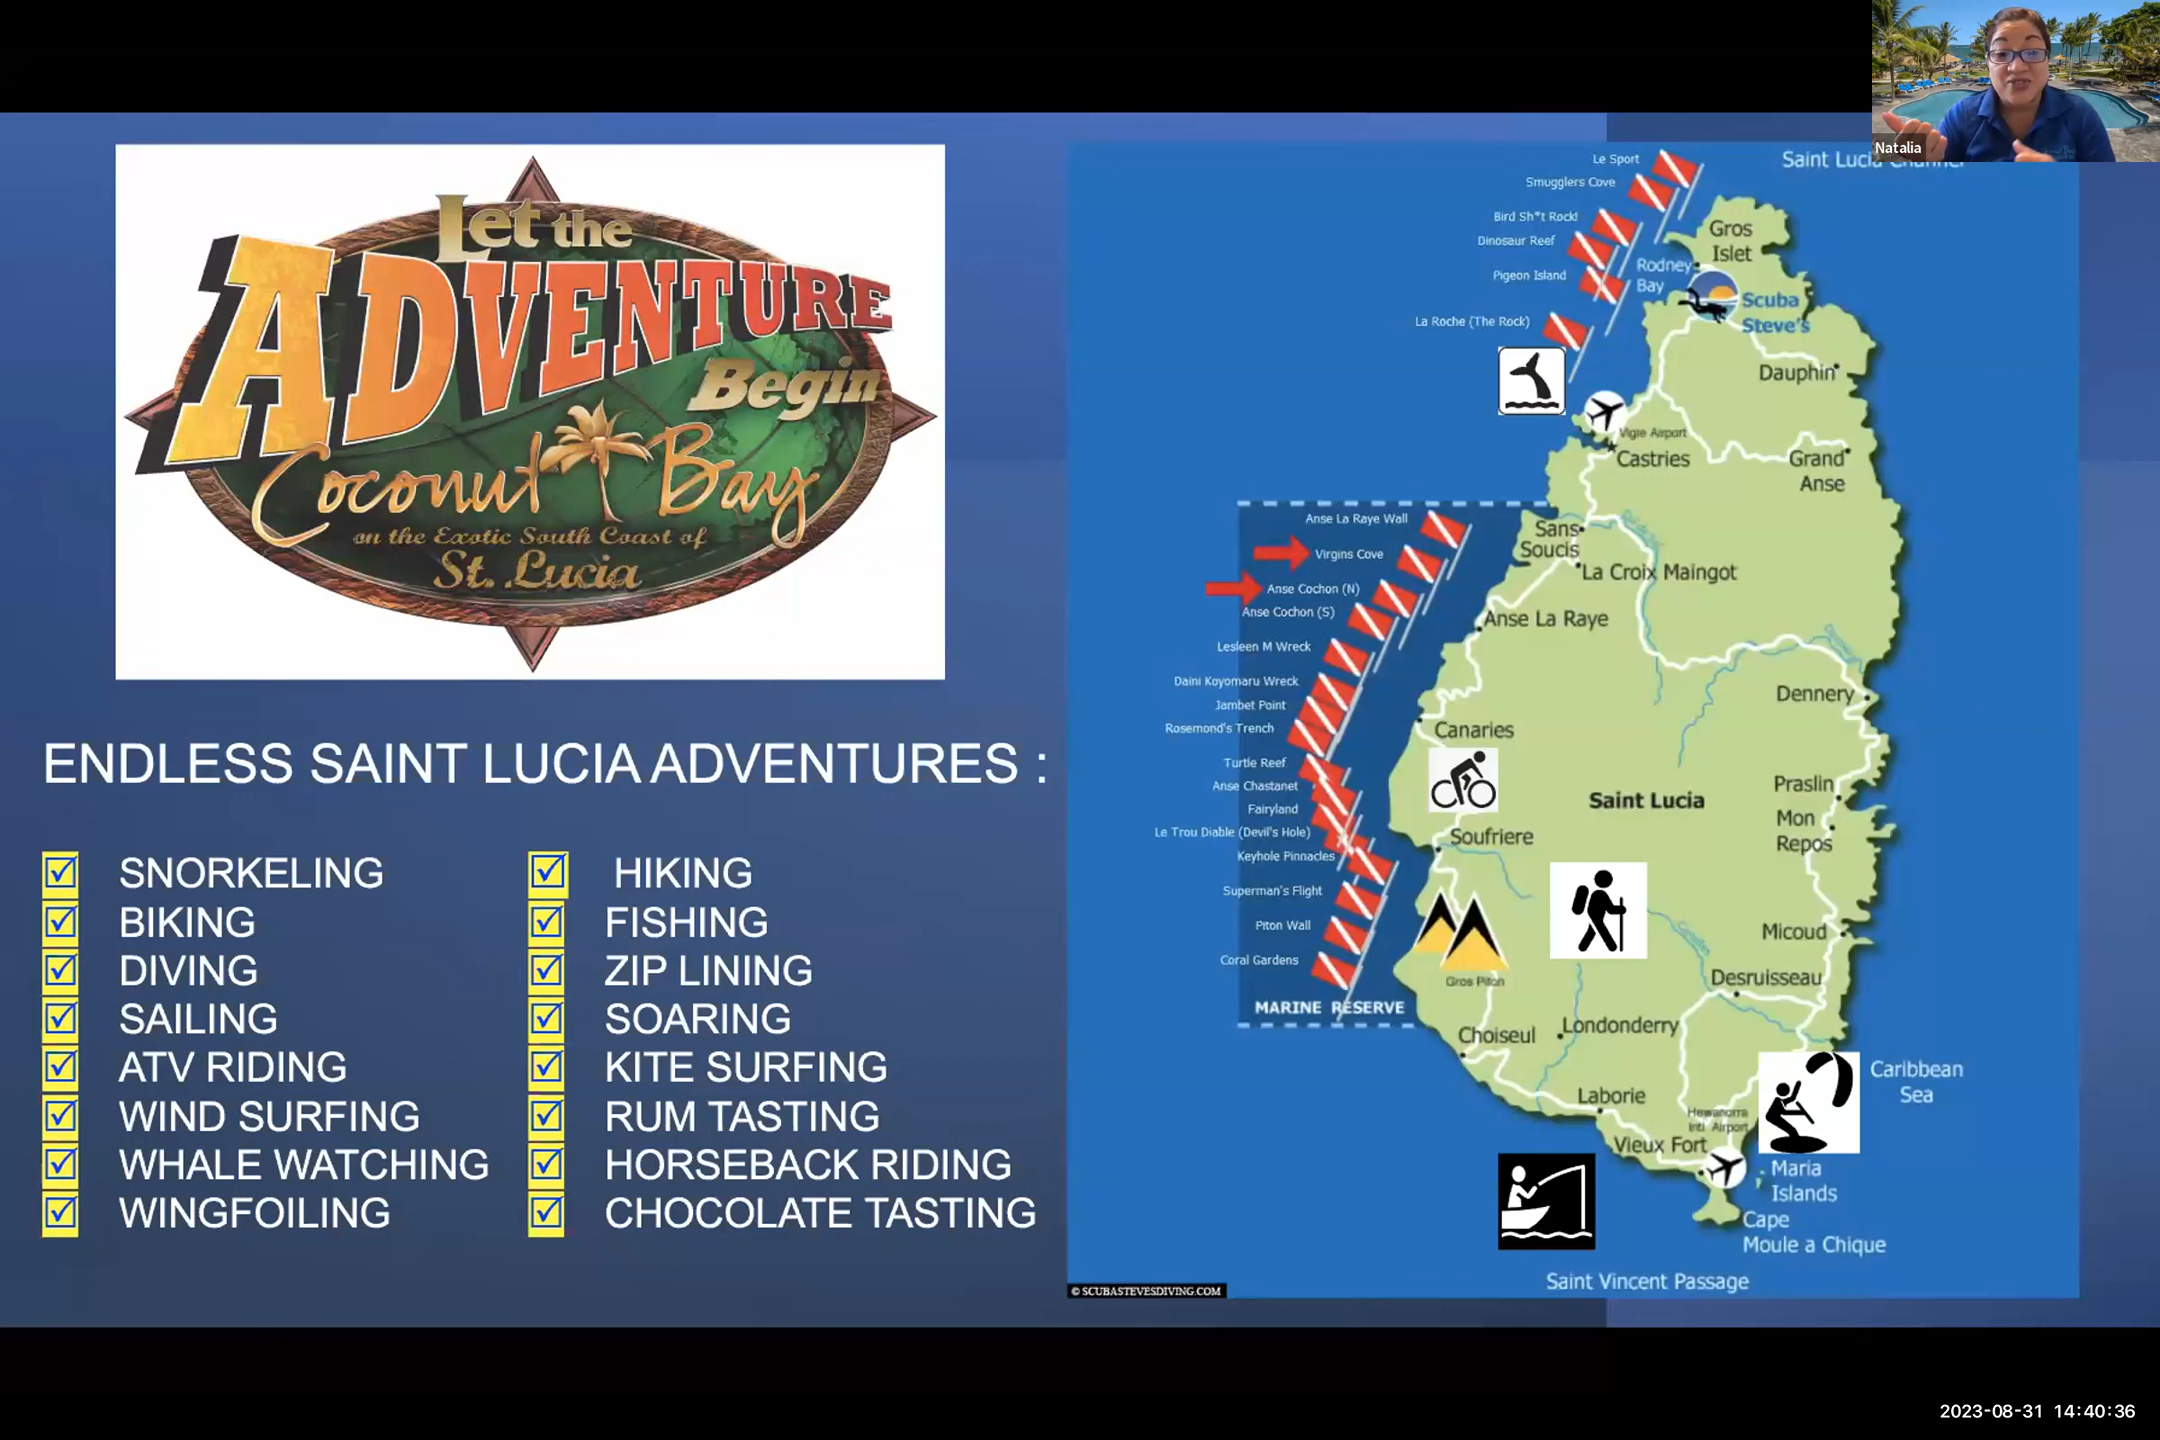 Natalia
Let the
ADVENTURE
Begin
Coconut Bay
on the Exotic South Coast of
St. Lucia
ENDLESS SAINT LUCIA ADVENTURES :
SNORKELING
BIKING
DIVING
SAILING
ATV RIDING
WIND SURFING
WHALE WATCHING
WINGFOILING
HIKING
FISHING
ZIP LINING
SOARING
KITE SURFING
RUM TASTING
HORSEBACK RIDING
CHOCOLATE TASTING
Saint Lucia Channel
Le Sport
Smugglers Cove
Bird Sh*t Rock!
Dinosaur Reef
Pigeon Island
La Roche (The Rock)
Gros
Islet
Rodney
Bay
Scuba
Steve's
Dauphin
Vigie Airport
Castries
Grand
Anse
Anse La Raye Wall
Virgins Cove
Anse Cochon (N)
Anse Cochon (S)
Lesleen M Wreck
Daini Koyomaru Wreck
Jambet Point
Rosemond's Trench
Turtle Reef
Anse Chastanet
Fairyland
Le Trou Diable (Devil's Hole)
Keyhole Pinnacles
Superman's Flight
Piton Wall
Coral Gardens
MARINE RESERVE
Sans
Soucis
La Croix Maingot
Anse La Raye
Dennery
Canaries
Praslin
Saint Lucia
Mon
Repos
Soufriere
Micoud
Desruisseau
Gros Piton
Choiseul
Londonderry
Caribbean
Sea
Laborie
Hewanorra
Intl Airport
Vieux Fort
Maria
Islands
Cape
Moule a Chique
Saint Vincent Passage
© SCUBASTEVESDIVING.COM
2023-08-31 14:40:36